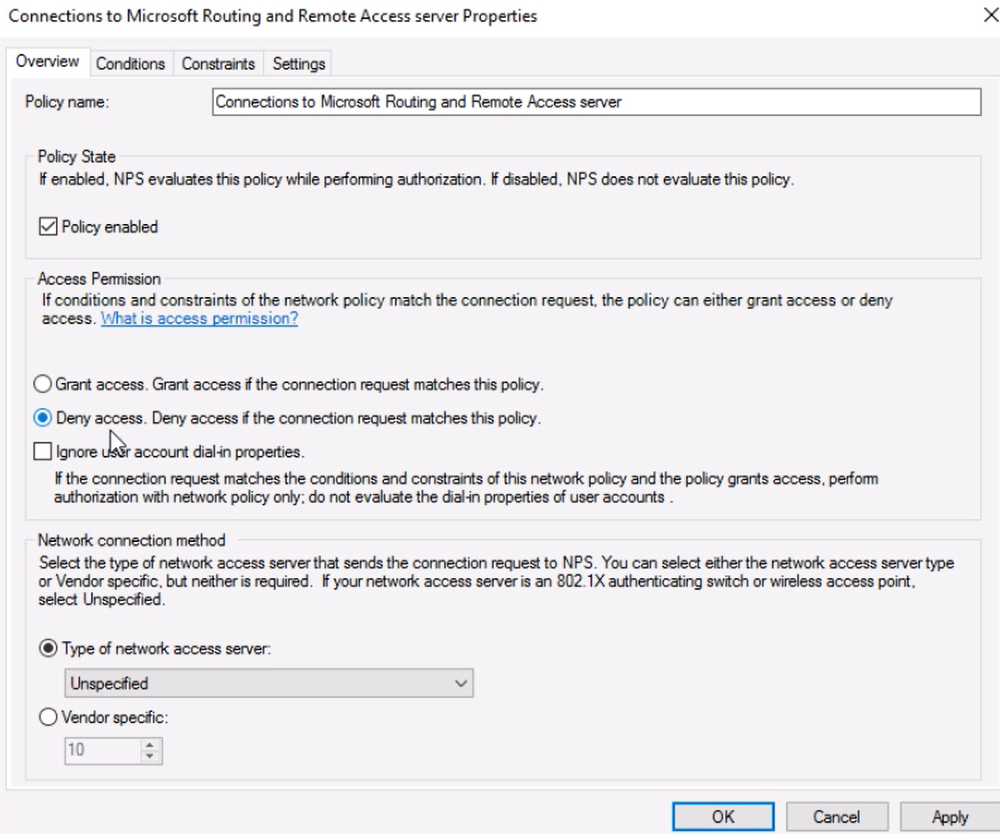 Connections to Microsoft Routing and Remote Access server Properties
Overview Conditions Constraints Settings
Policy name: Connections to Microsoft Routing and Remote Access server
Policy State
If enabled, NPS evaluates this policy while performing authorization. If disabled, NPS does not evaluate this policy.
Policy enabled
Access Permission
If conditions and constraints of the network policy match the connection request, the policy can either grant access or deny
access. What is access permission?
Grant access. Grant access if the connection request matches this policy.
Deny access. Deny access if the connection request matches this policy.
Ignore user account dial-in properties.
If the connection request matches the conditions and constraints of this network policy and the policy grants access, perform
authorization with network policy only; do not evaluate the dial-in properties of user accounts .
Network connection method
Select the type of network access server that sends the connection request to NPS. You can select either the network access server type
or Vendor specific, but neither is required. If your network access server is an 802.1X authenticating switch or wireless access point,
select Unspecified.
Type of network access server:
Unspecified
Vendor specific:
10
OK Cancel Apply